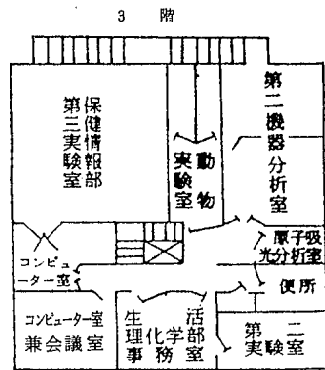 3 階
保健情報部
第三実験室
動物
実験室
第二機器分析室
原子吸
光分析室
コンピュ
ーター室
便所
コンピューター室
兼会議室
生活
理化学部
事務室
第二
実験室